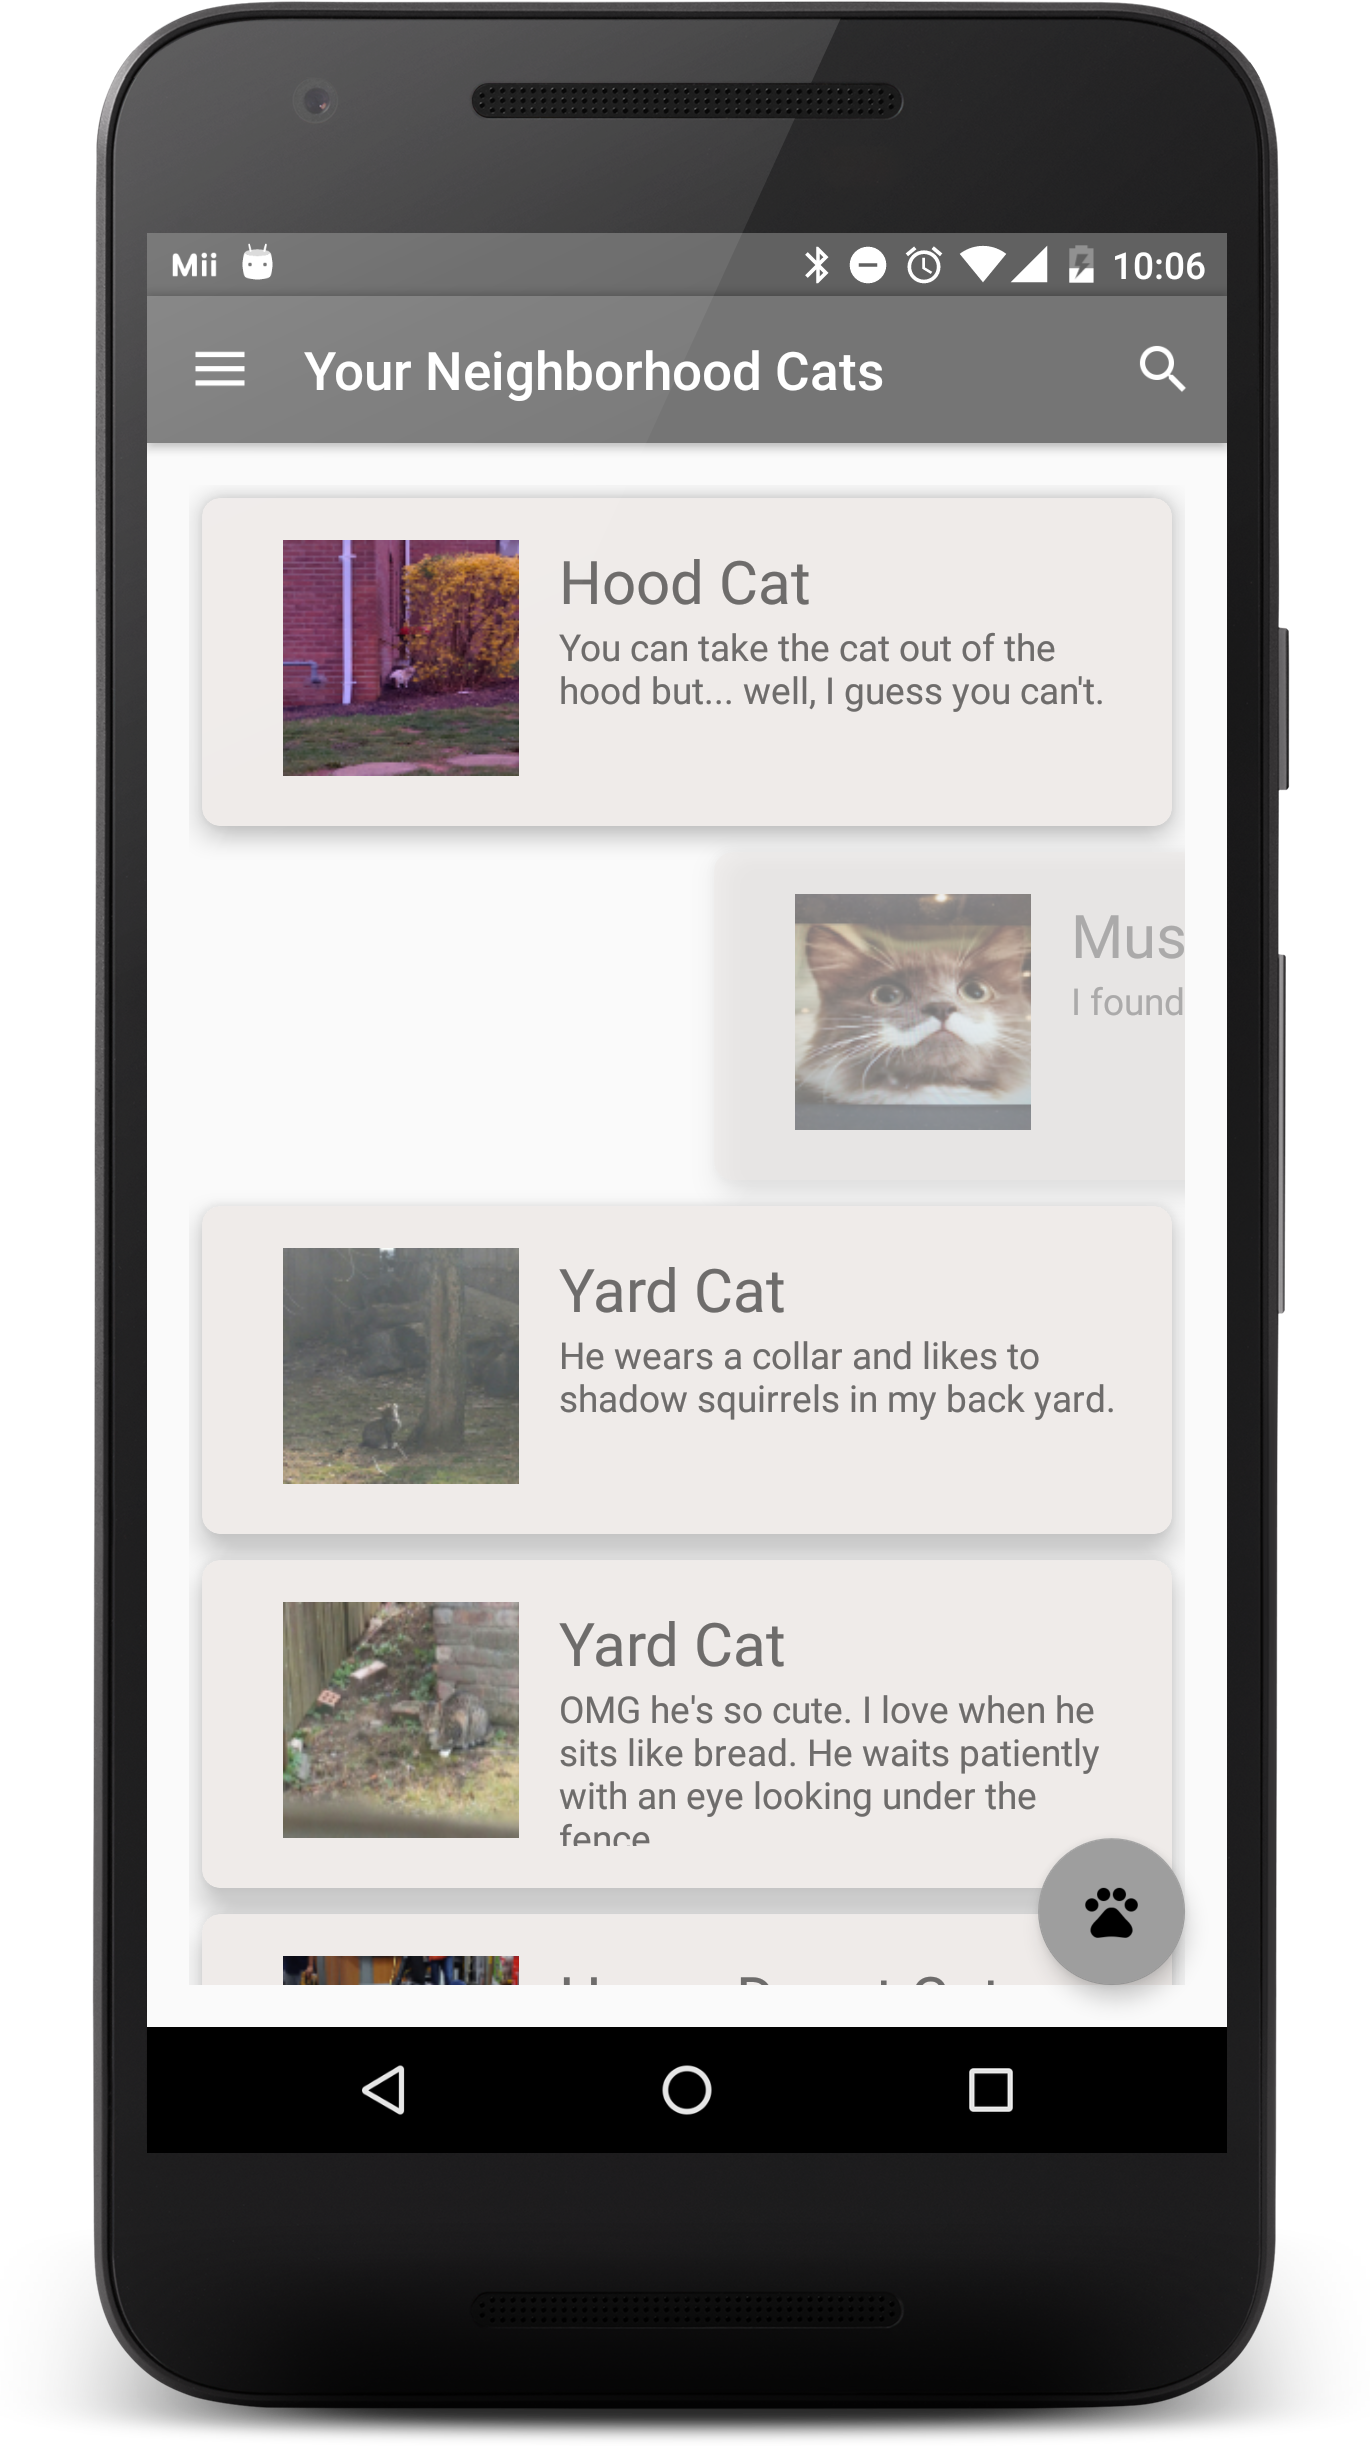 Mii
10:06
Your Neighborhood Cats
Hood Cat
You can take the cat out of the
hood but... well, I guess you can't.
Mus
I found
Yard Cat
He wears a collar and likes to
shadow squirrels in my back yard.
Yard Cat
OMG he's so cute. I love when he
sits like bread. He waits patiently
with an eye looking under the
fence